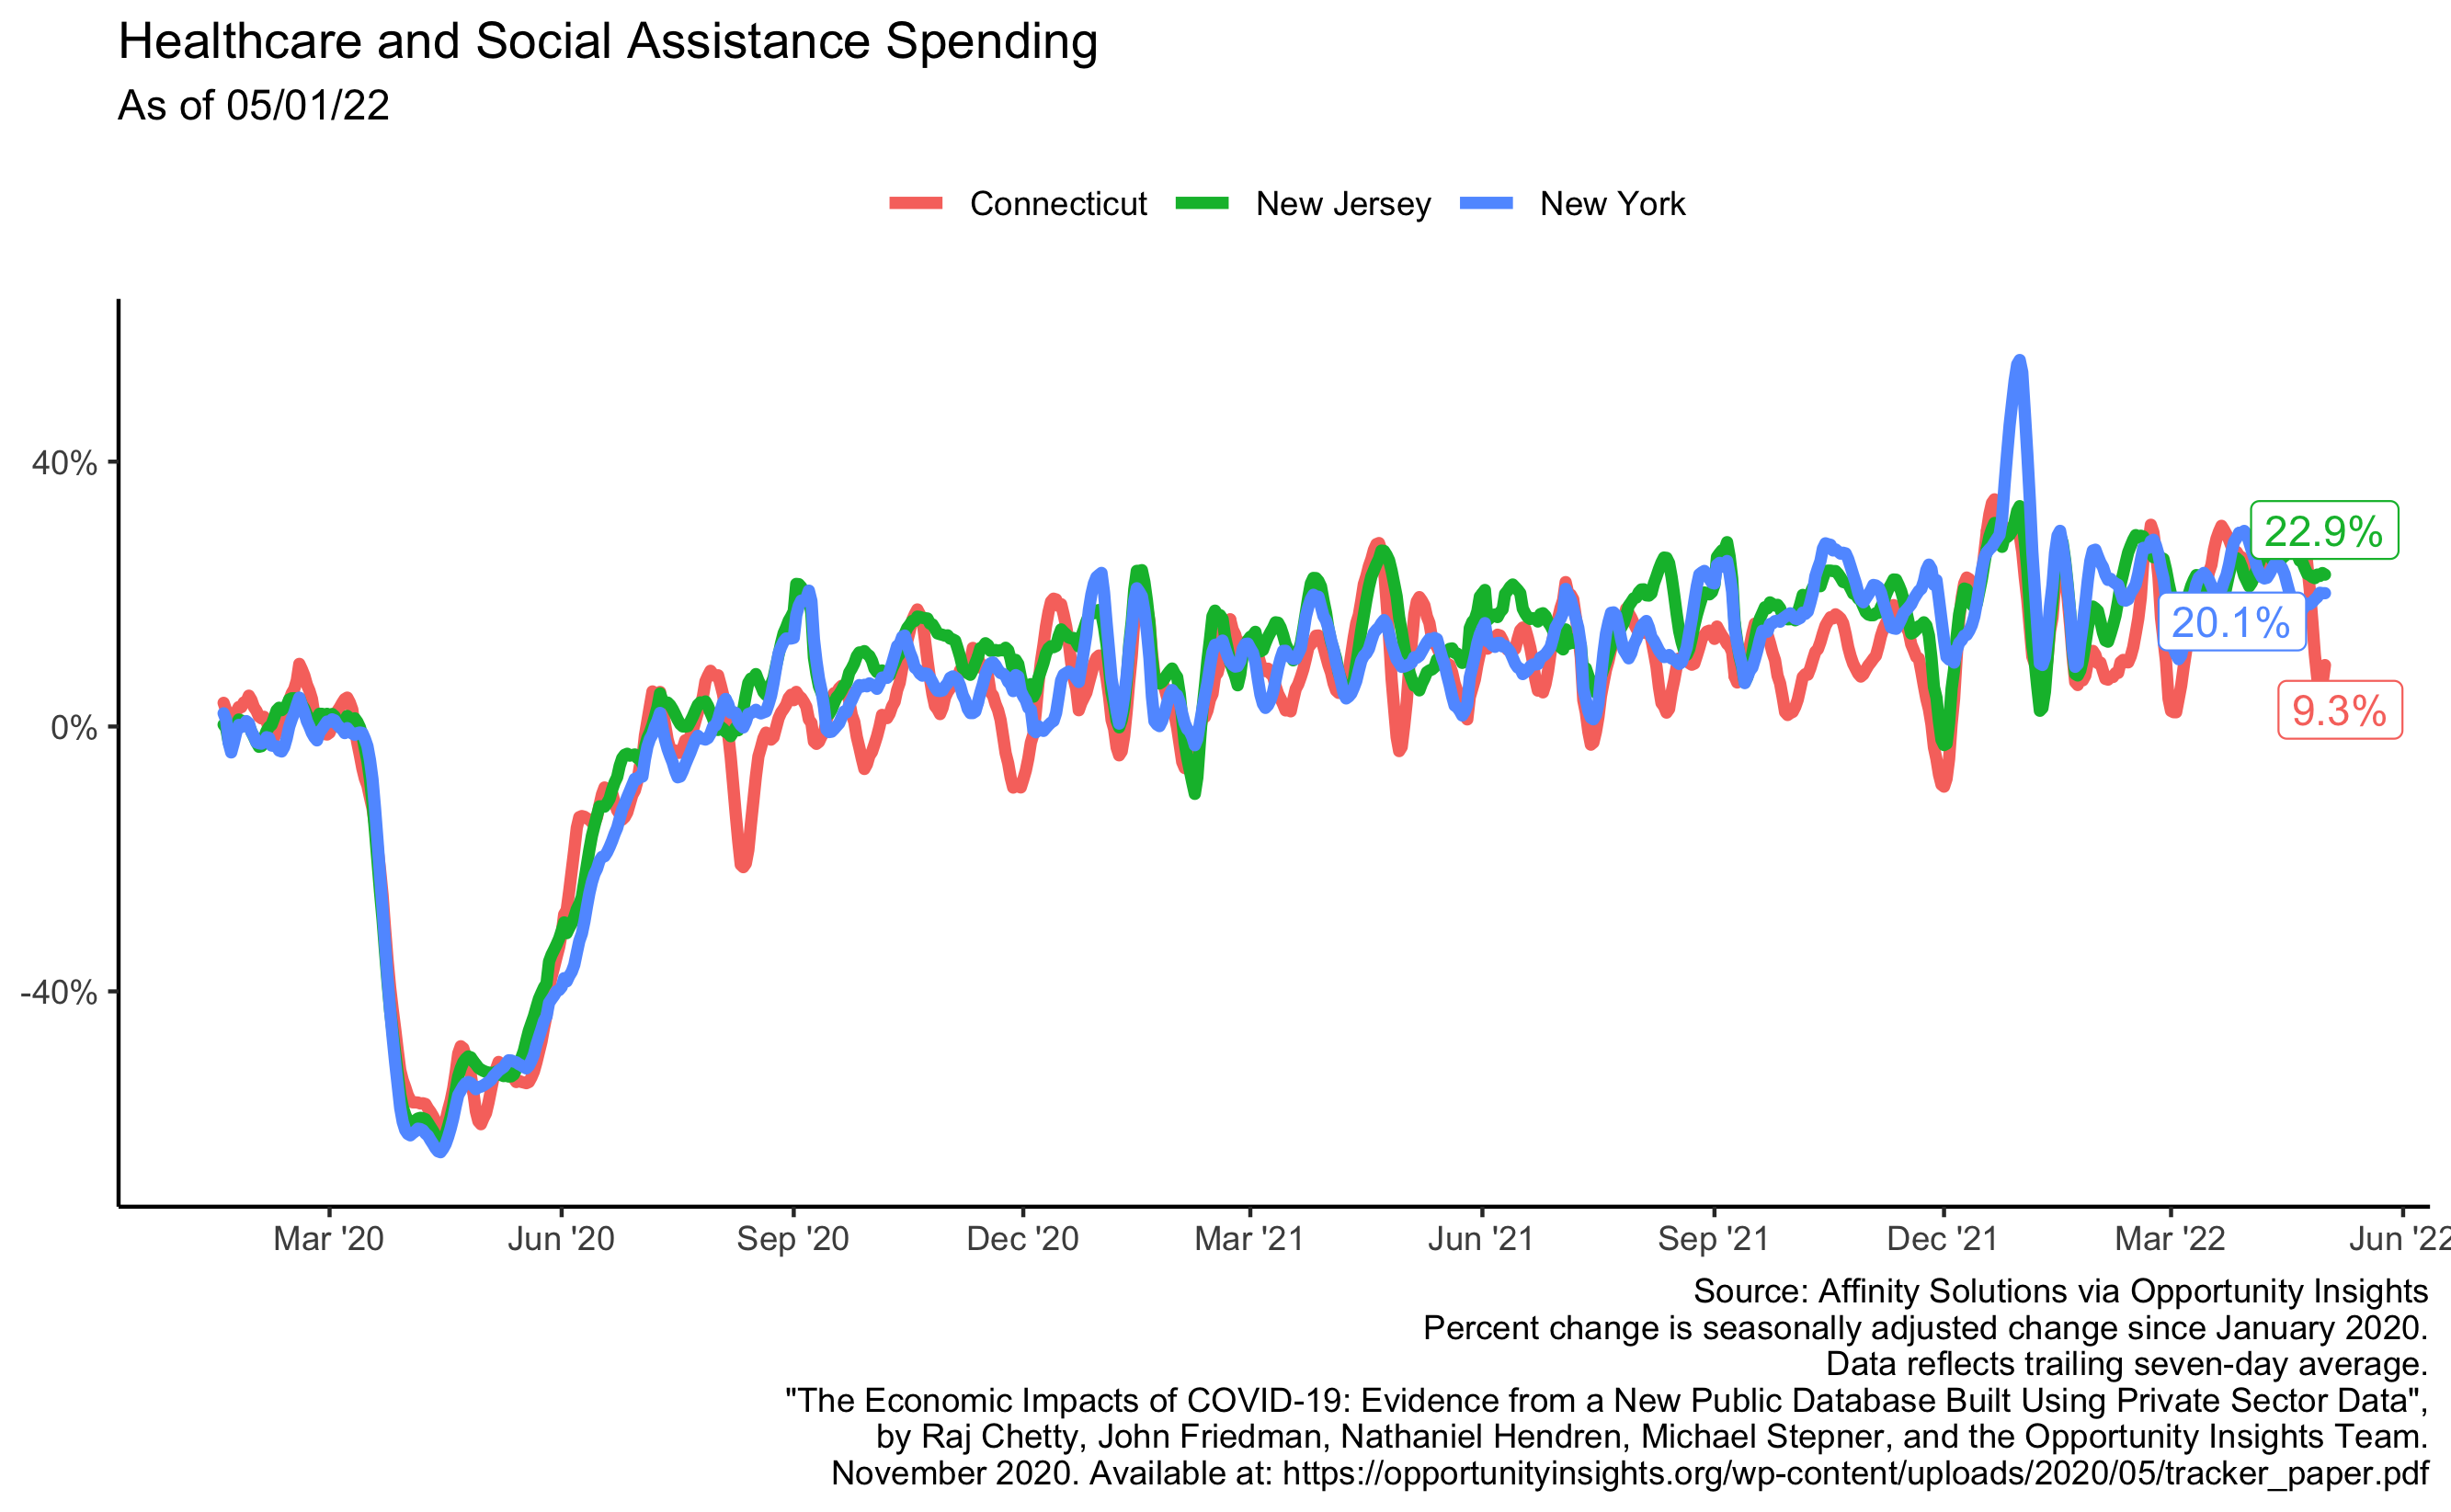 Healthcare and Social Assistance Spending
As of 05/01/22
Connecticut New Jersey New York
40%
0%
-40%
22.9%
20.1%
9.3%
Mar '20 Jun '20 Sep '20 Dec '20 Mar '21 Jun '21 Sep '21 Dec '21 Mar '22 Jun '22
Source: Affinity Solutions via Opportunity Insights
Percent change is seasonally adjusted change since January 2020.
Data reflects trailing seven-day average.
"The Economic Impacts of COVID-19: Evidence from a New Public Database Built Using Private Sector Data",
by Raj Chetty, John Friedman, Nathaniel Hendren, Michael Stepner, and the Opportunity Insights Team.
November 2020. Available at: https://opportunityinsights.org/wp-content/uploads/2020/05/tracker_paper.pdf